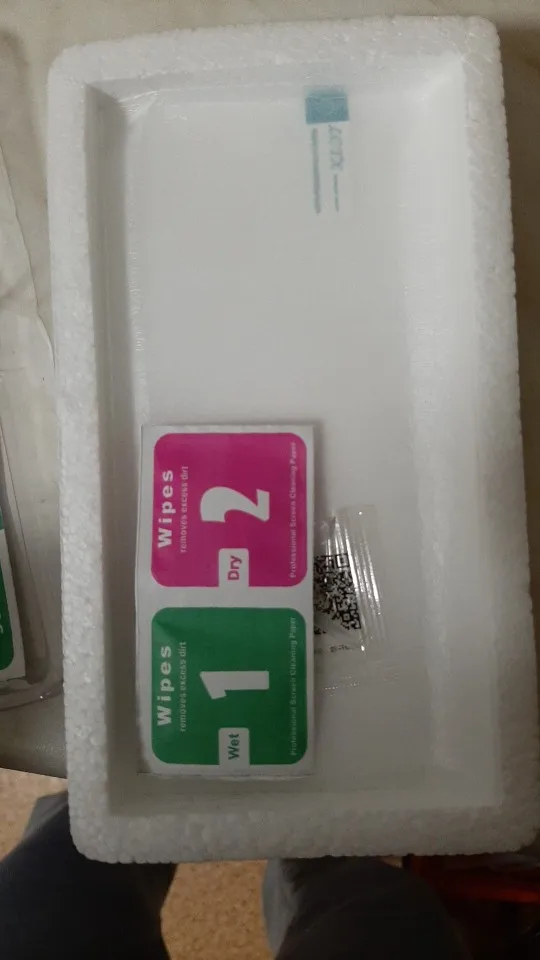 Wipes
removes excess dirt
2
Dry
Professional Screen Cleaning Paper
Wipes
removes excess dirt
1
Wet
Professional Screen Cleaning Paper